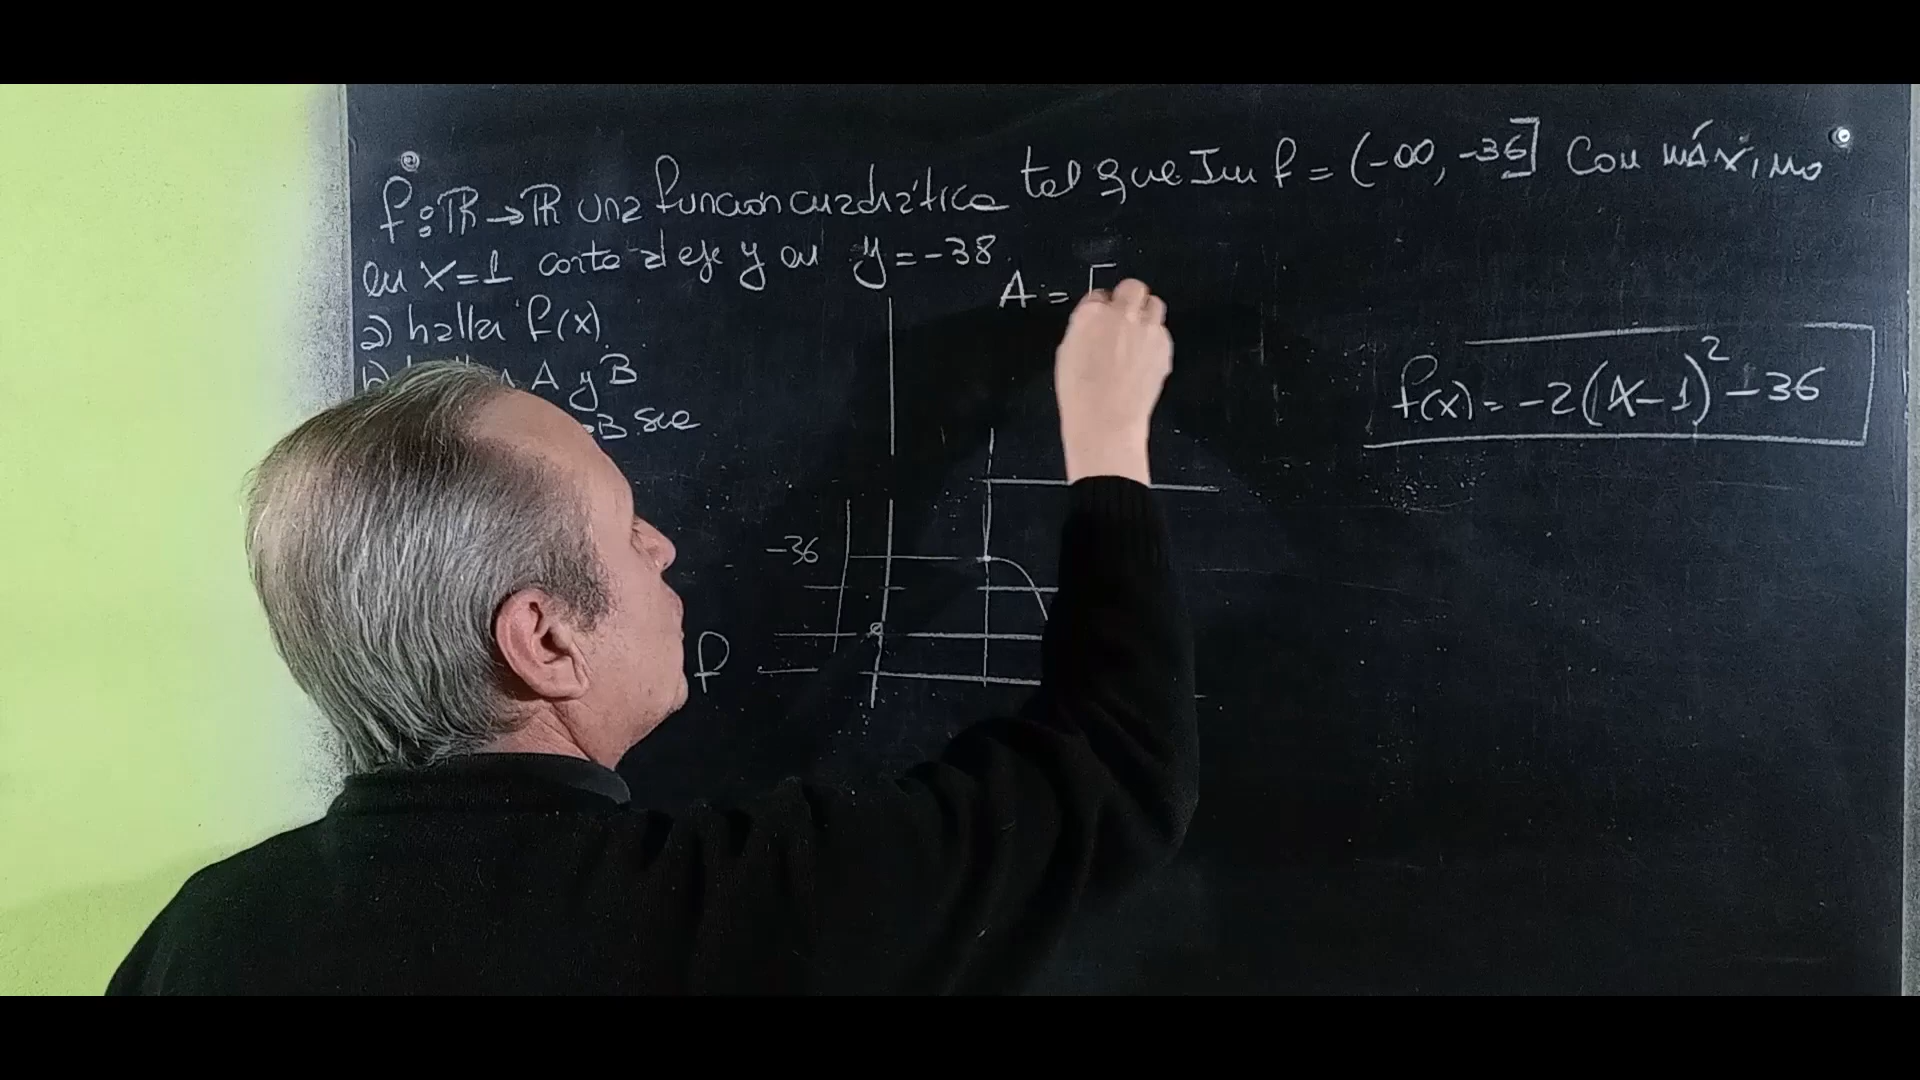 f: ℝ → ℝ una función cuadrática tal que Im f = (-∞, -36] Con máximo
en x=1 corta al eje y en y = -38
a) halla f(x).
b) A y B
B sea
A = [
f(x) = -2(x-1)² - 36
-36
f